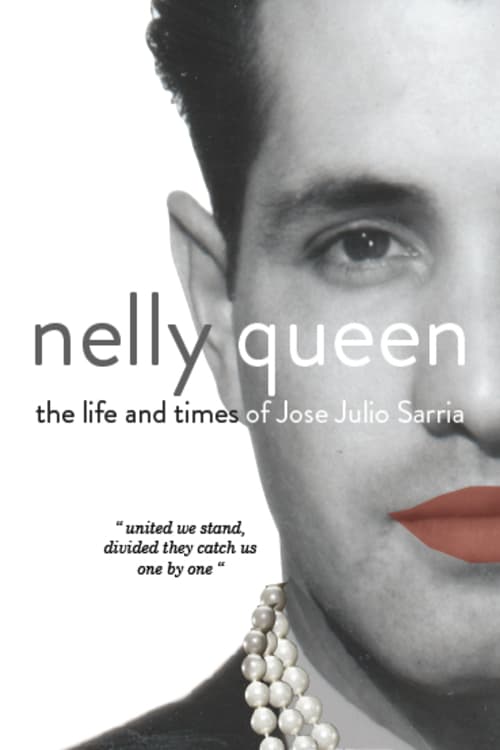 nelly queen
the life and times of Jose Julio Sarria
“ united we stand,
divided they catch us
one by one “